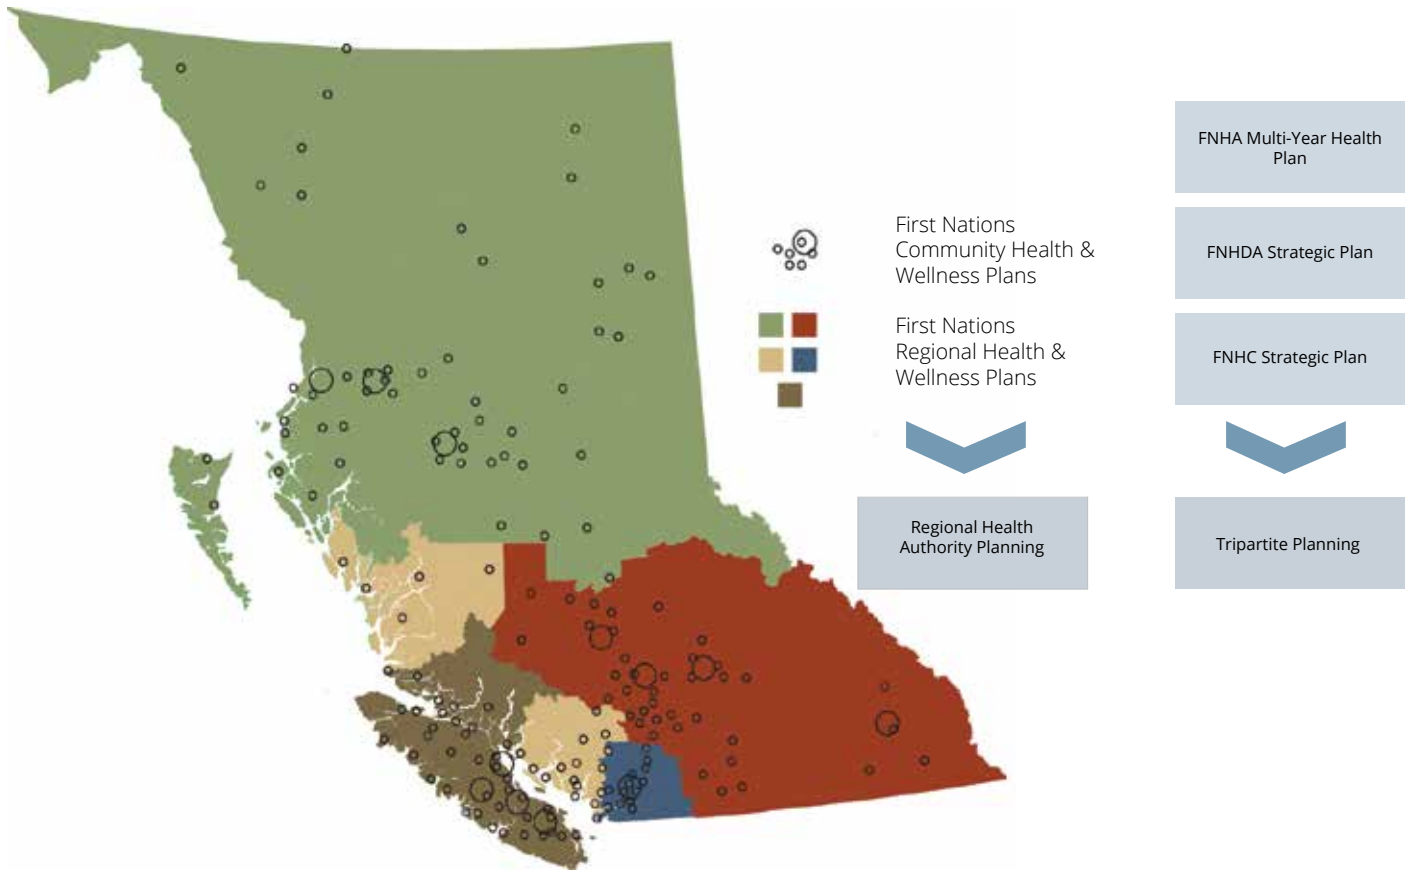 First Nations
Community Health &
Wellness Plans
First Nations
Regional Health &
Wellness Plans
Regional Health
Authority Planning
FNHA Multi-Year Health
Plan
FNHDA Strategic Plan
FNHC Strategic Plan
Tripartite Planning